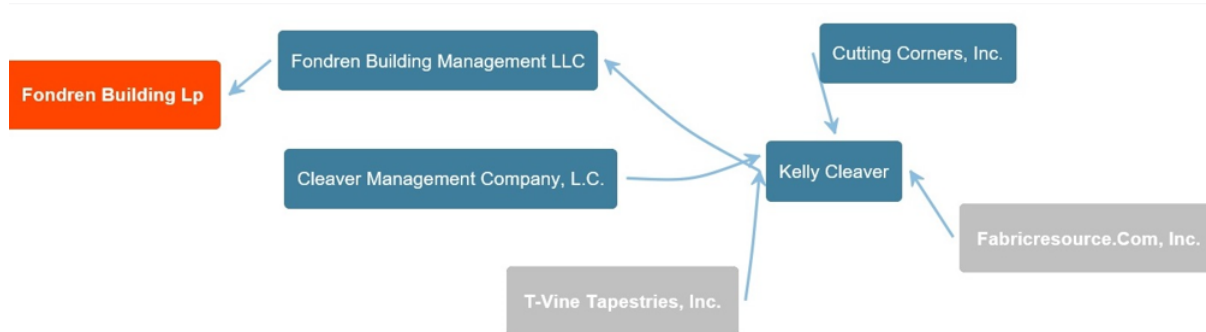 Fondren Building Management LLC
Cutting Corners, Inc.
Fondren Building Lp
Cleaver Management Company, L.C.
Kelly Cleaver
Fabricresource.Com, Inc.
T-Vine Tapestries, Inc.